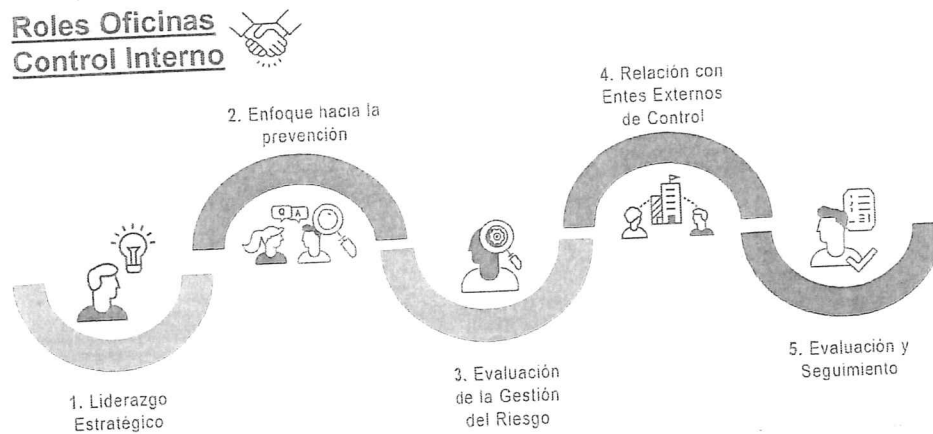 Roles Oficinas
Control Interno
1. Liderazgo
Estratégico
2. Enfoque hacia la
prevención
Q A
3. Evaluación
de la Gestión
del Riesgo
4. Relación con
Entes Externos
de Control
5. Evaluación y
Seguimiento